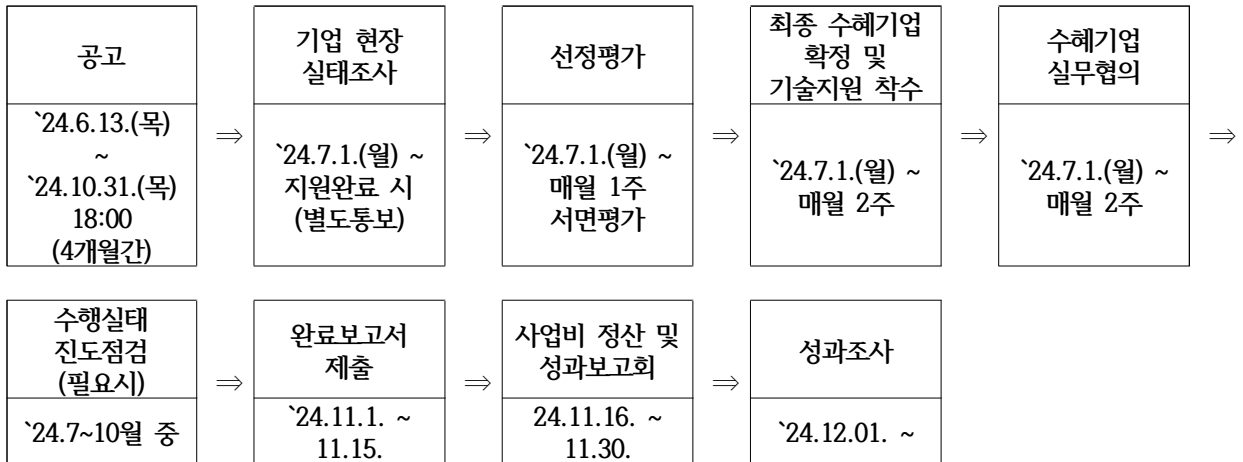 공고
`24.6.13.(목)
~
`24.10.31.(목)
18:00
(4개월간)
⇒
기업 현장
실태조사
`24.7.1.(월) ~
지원완료 시
(별도통보)
⇒
선정평가
`24.7.1.(월) ~
매월 1주
서면평가
⇒
최종 수혜기업
확정 및
기술지원 착수
`24.7.1.(월) ~
매월 2주
⇒
수혜기업
실무협의
`24.7.1.(월) ~
매월 2주
⇒
수행실태
진도점검
(필요시)
`24.7~10월 중
⇒
완료보고서
제출
`24.11.1. ~
11.15.
⇒
사업비 정산 및
성과보고회
24.11.16. ~
11.30.
⇒
성과조사
`24.12.01. ~